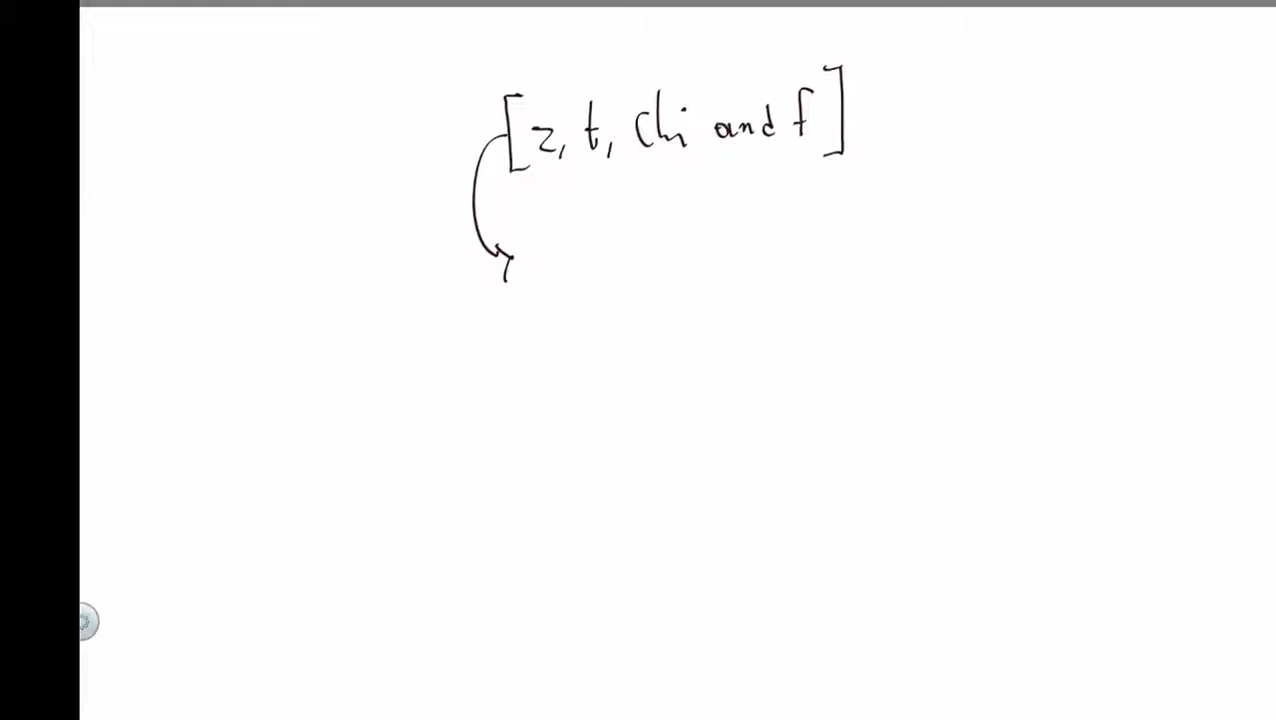 [z, t, Chi and f]